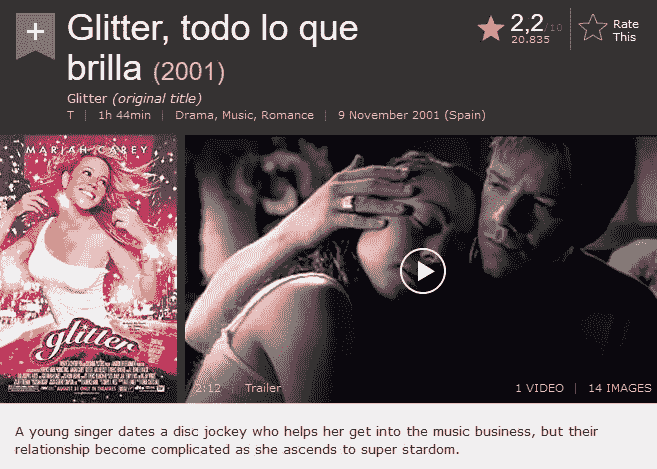 Glitter, todo lo que
brilla (2001)
Glitter (original title)
T | 1h 44min | Drama, Music, Romance | 9 November 2001 (Spain)
2,2/10
20.835
Rate
This
MARIAH CAREY
glitter
2:12 | Trailer
1 VIDEO | 14 IMAGES
A young singer dates a disc jockey who helps her get into the music business, but their
relationship become complicated as she ascends to super stardom.